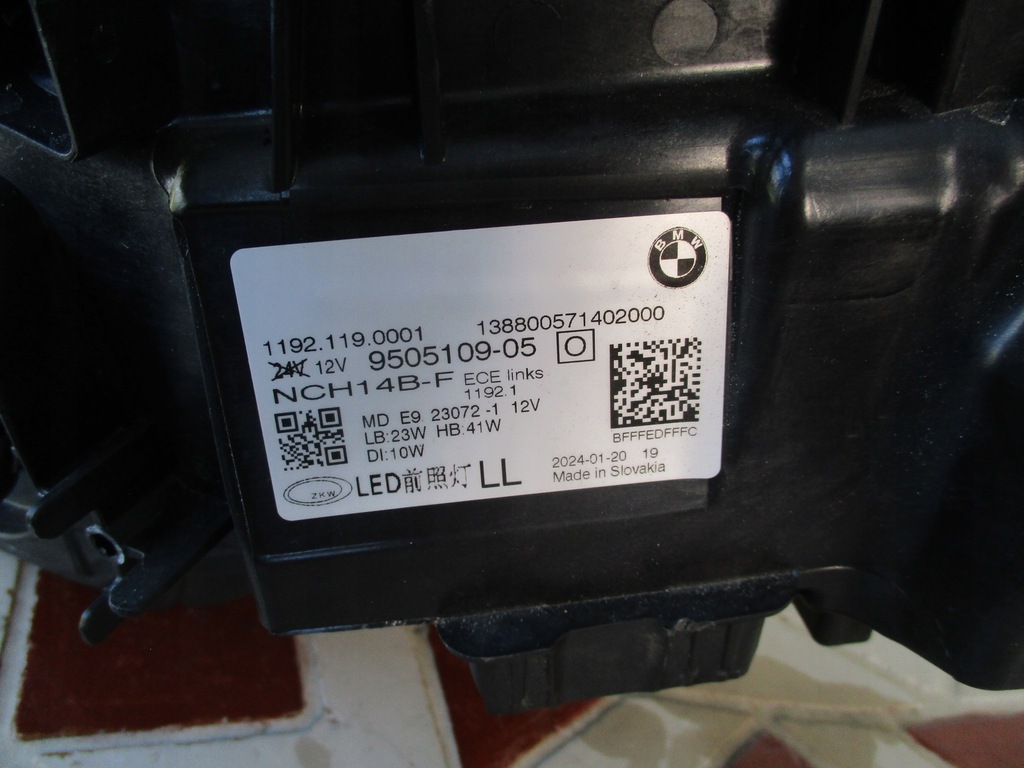 BMW
1192.119.0001 138800571402000
24V 12V 9505109-05 O
NCH14B-F ECE links
1192.1
MD E9 23072-1 12V
LB:23W HB:41W
DI:10W
BFFFEDFFFC
ZKW LED前照灯 LL
2024-01-20 19
Made in Slovakia